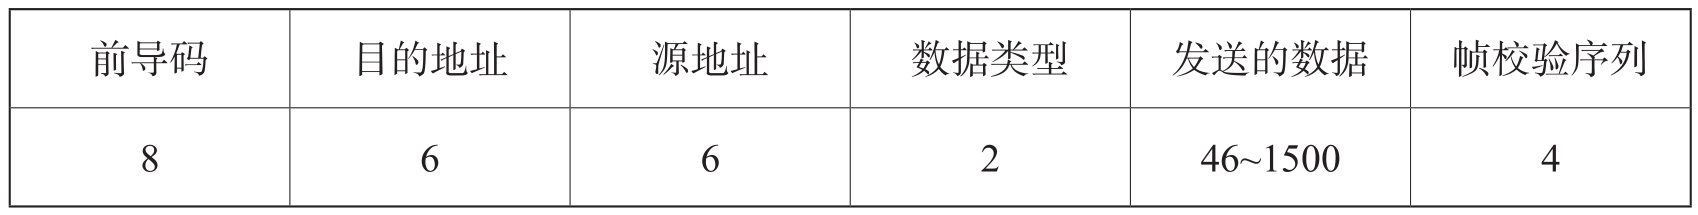 前导码 目的地址 源地址 数据类型 发送的数据 帧校验序列
8 6 6 2 46~1500 4